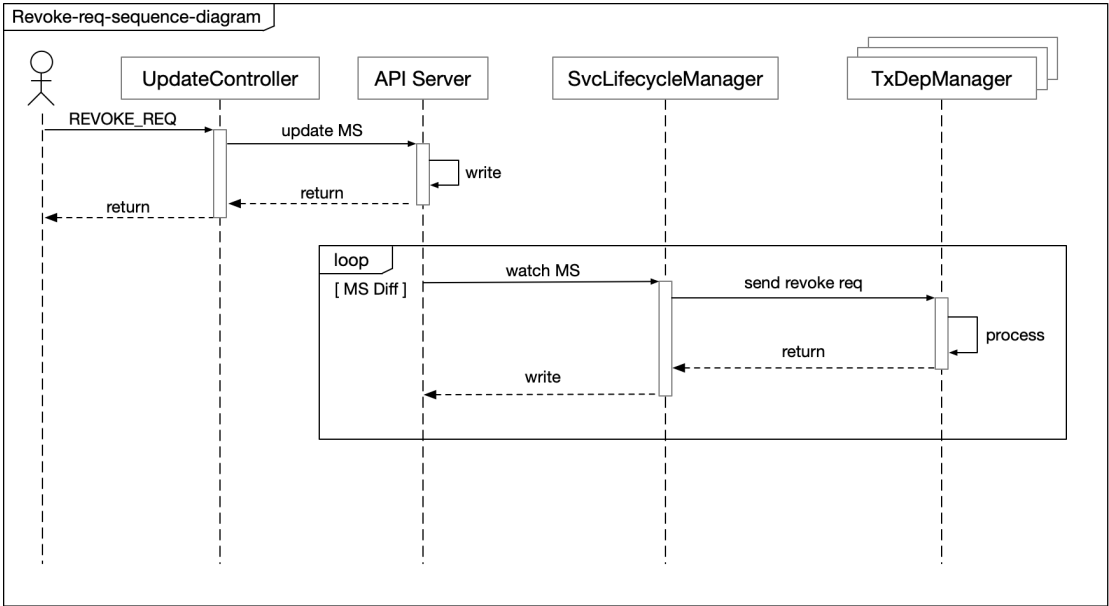 Revoke-req-sequence-diagram
UpdateController
API Server
SvcLifecycleManager
TxDepManager
REVOKE_REQ
update MS
write
return
return
loop
[ MS Diff ]
watch MS
send revoke req
process
return
write